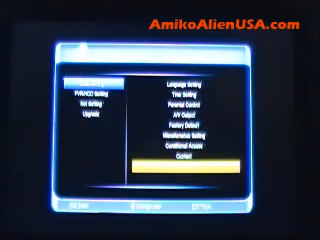 AmikoAlienUSA.com
PVR/HDD Setting
Net Setting
Upgrade
Language Setting
Time Setting
Parental Control
A/V Output
Factory Default
Miscellaneous Setting
Conditional Access
Contact